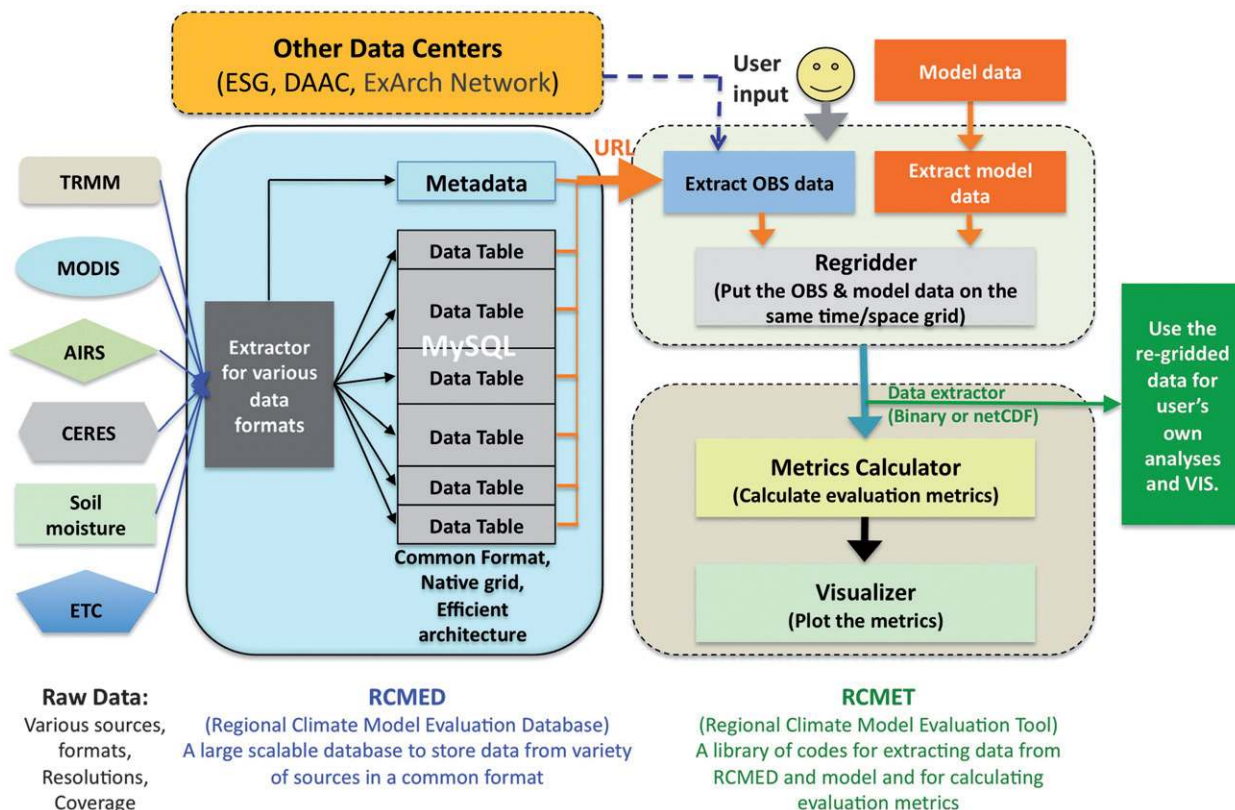 Other Data Centers
(ESG, DAAC, ExArch Network)
User
input
Model data
TRMM
MODIS
AIRS
CERES
Soil
moisture
ETC
Extractor
for various
data
formats
Metadata
URL
Data Table
Data Table
MySQL
Data Table
Data Table
Data Table
Data Table
Common Format,
Native grid,
Efficient
architecture
Extract OBS data
Extract model
data
Regridder
(Put the OBS & model data on the
same time/space grid)
Data extractor
(Binary or netCDF)
Metrics Calculator
(Calculate evaluation metrics)
Visualizer
(Plot the metrics)
Use the
re-gridded
data for
user's
own
analyses
and VIS.
Raw Data:
Various sources,
formats,
Resolutions,
Coverage
RCMED
(Regional Climate Model Evaluation Database)
A large scalable database to store data from variety
of sources in a common format
RCMET
(Regional Climate Model Evaluation Tool)
A library of codes for extracting data from
RCMED and model and for calculating
evaluation metrics